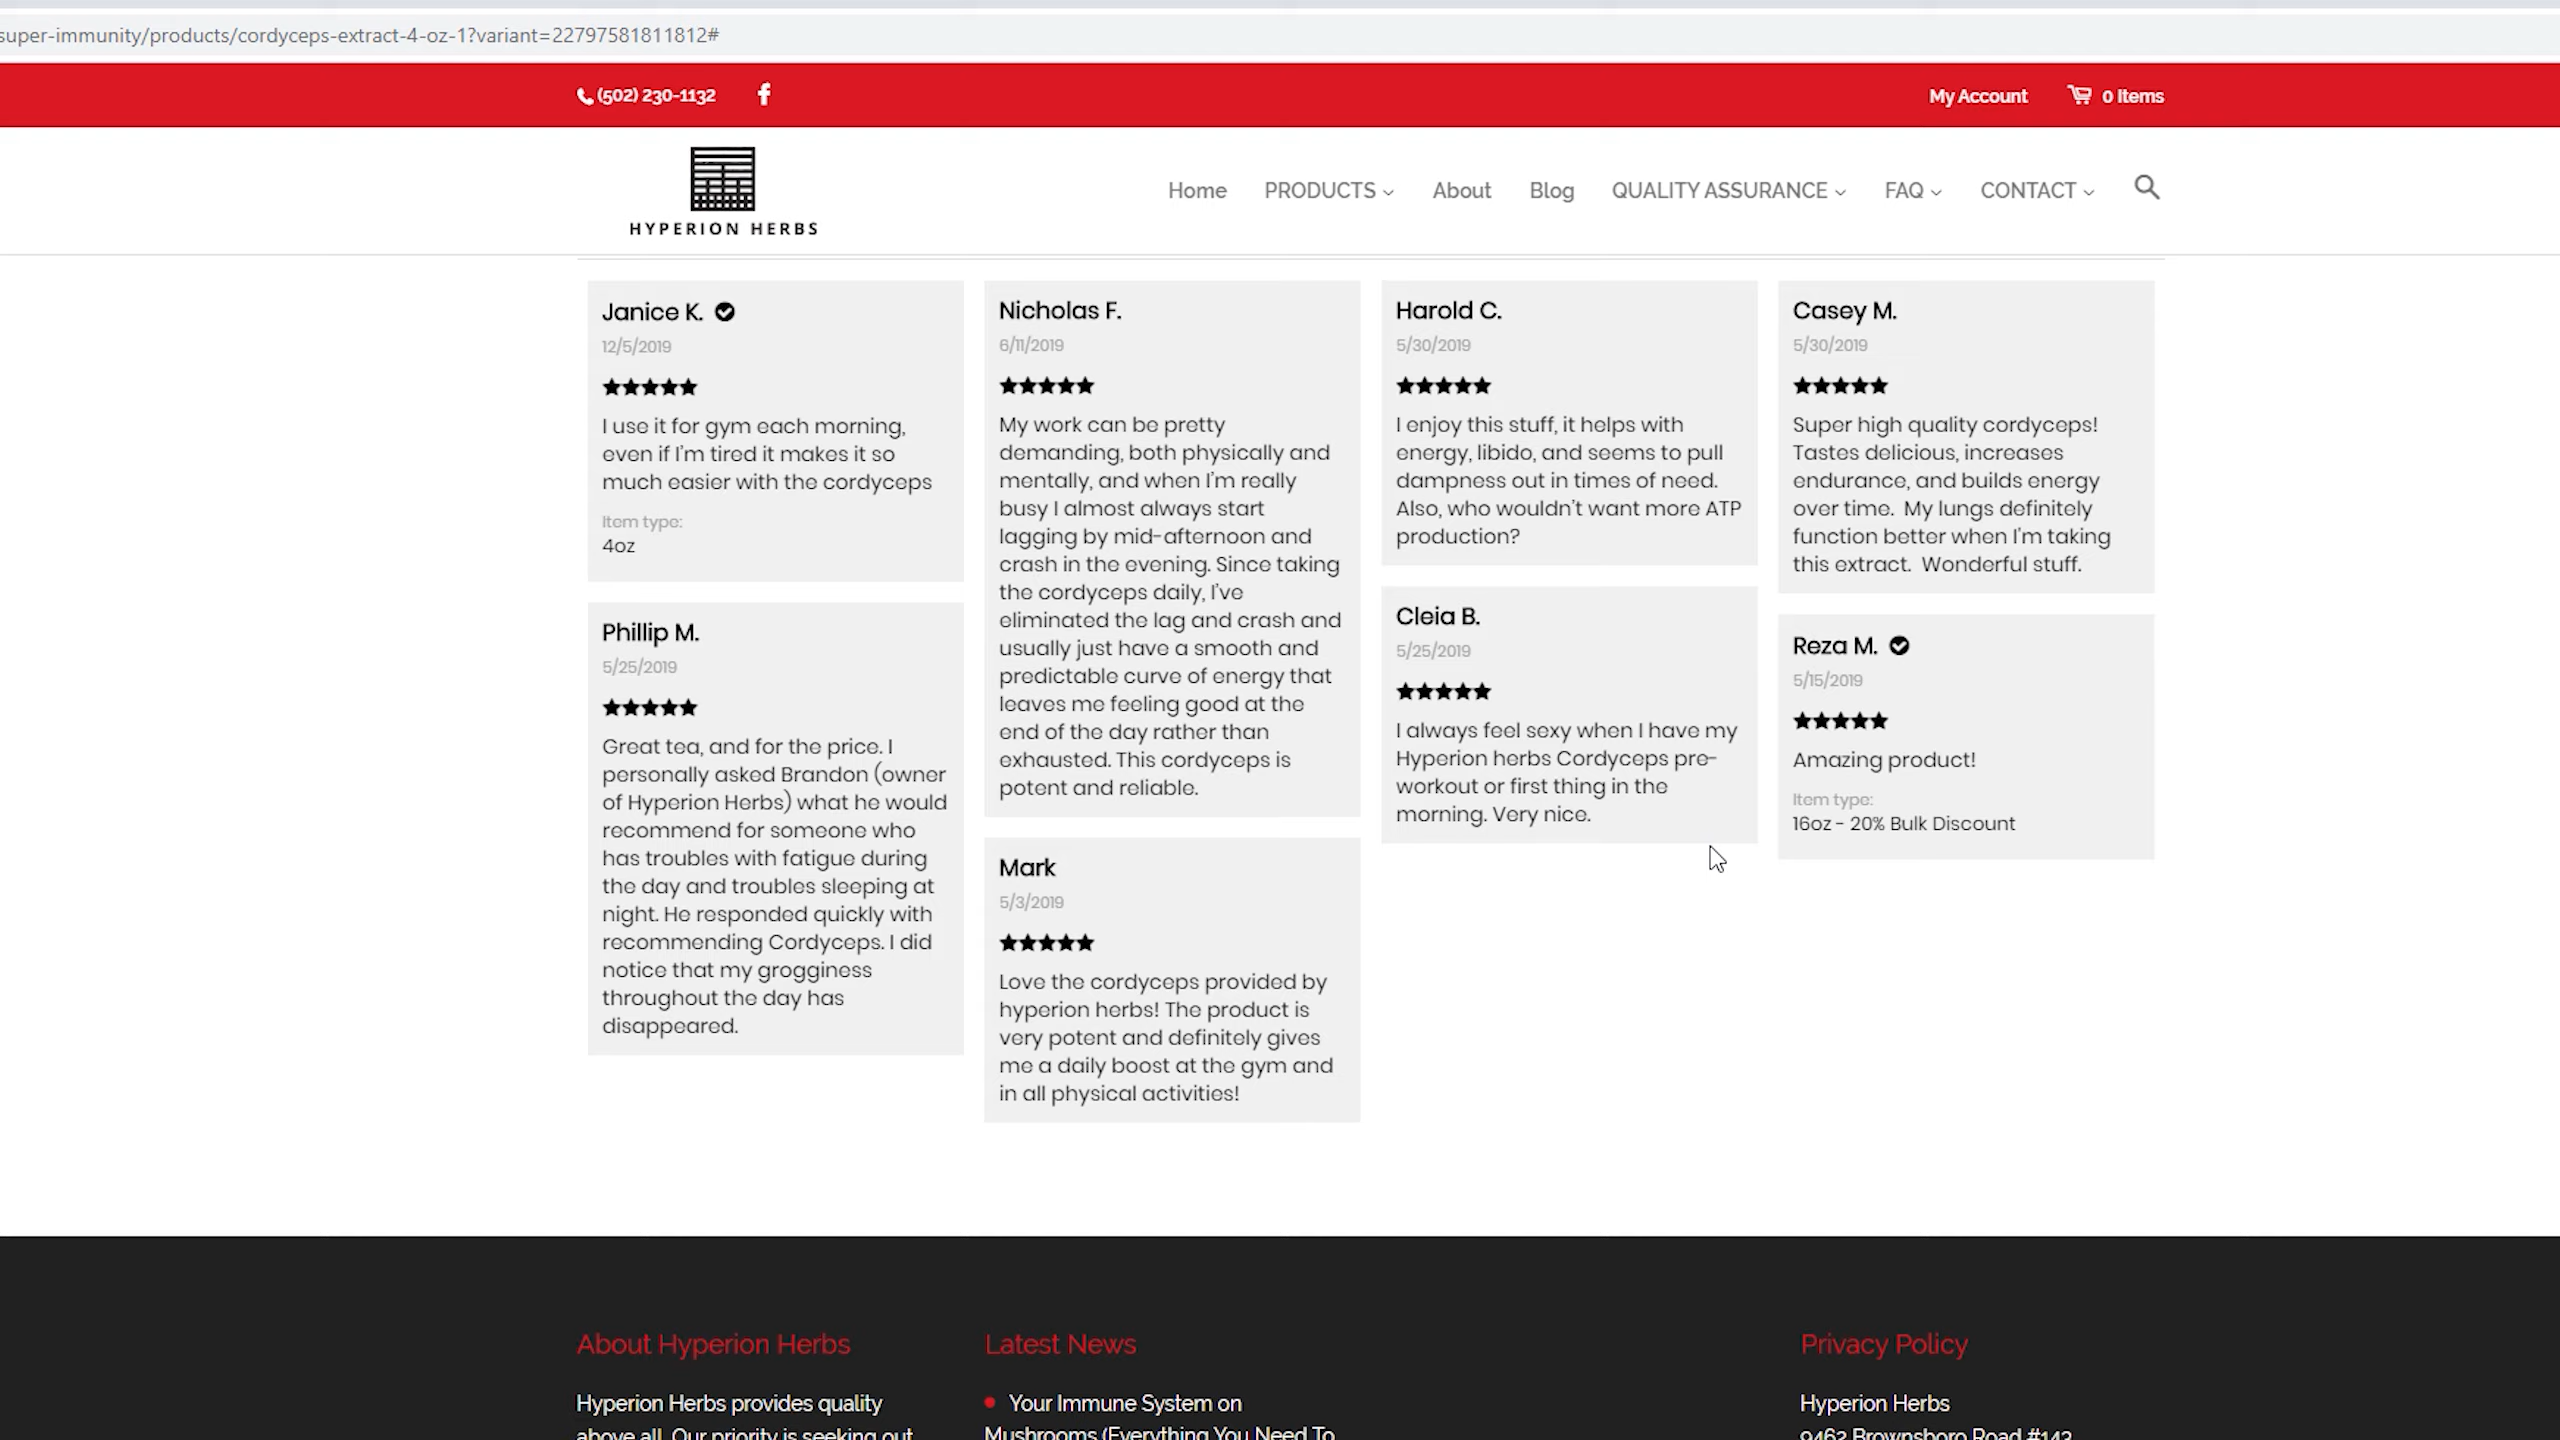 super-immunity/products/cordyceps-extract-4-oz-1?variant=22797581811812#
(502) 230-1132
My Account
0 Items
HYPERION HERBS
Home
PRODUCTS
About
Blog
QUALITY ASSURANCE
FAQ
CONTACT
Janice K.
12/5/2019
I use it for gym each morning,
even if I'm tired it makes it so
much easier with the cordyceps
Item type:
4oz
Phillip M.
5/25/2019
Great tea, and for the price. I
personally asked Brandon (owner
of Hyperion Herbs) what he would
recommend for someone who
has troubles with fatigue during
the day and troubles sleeping at
night. He responded quickly with
recommending Cordyceps. I did
notice that my grogginess
throughout the day has
disappeared.
Nicholas F.
6/11/2019
My work can be pretty
demanding, both physically and
mentally, and when I'm really
busy I almost always start
lagging by mid-afternoon and
crash in the evening. Since taking
the cordyceps daily, I've
eliminated the lag and crash and
usually just have a smooth and
predictable curve of energy that
leaves me feeling good at the
end of the day rather than
exhausted. This cordyceps is
potent and reliable.
Mark
5/3/2019
Love the cordyceps provided by
hyperion herbs! The product is
very potent and definitely gives
me a daily boost at the gym and
in all physical activities!
Harold C.
5/30/2019
I enjoy this stuff, it helps with
energy, libido, and seems to pull
dampness out in times of need.
Also, who wouldn't want more ATP
production?
Cleia B.
5/25/2019
I always feel sexy when I have my
Hyperion herbs Cordyceps pre-
workout or first thing in the
morning. Very nice.
Casey M.
5/30/2019
Super high quality cordyceps!
Tastes delicious, increases
endurance, and builds energy
over time. My lungs definitely
function better when I'm taking
this extract. Wonderful stuff.
Reza M.
5/15/2019
Amazing product!
Item type:
16oz - 20% Bulk Discount
About Hyperion Herbs
Hyperion Herbs provides quality
above all. Our priority is seeking out
Latest News
Your Immune System on
Mushrooms (Everything You Need To
Privacy Policy
Hyperion Herbs
9462 Brownsboro Road #143